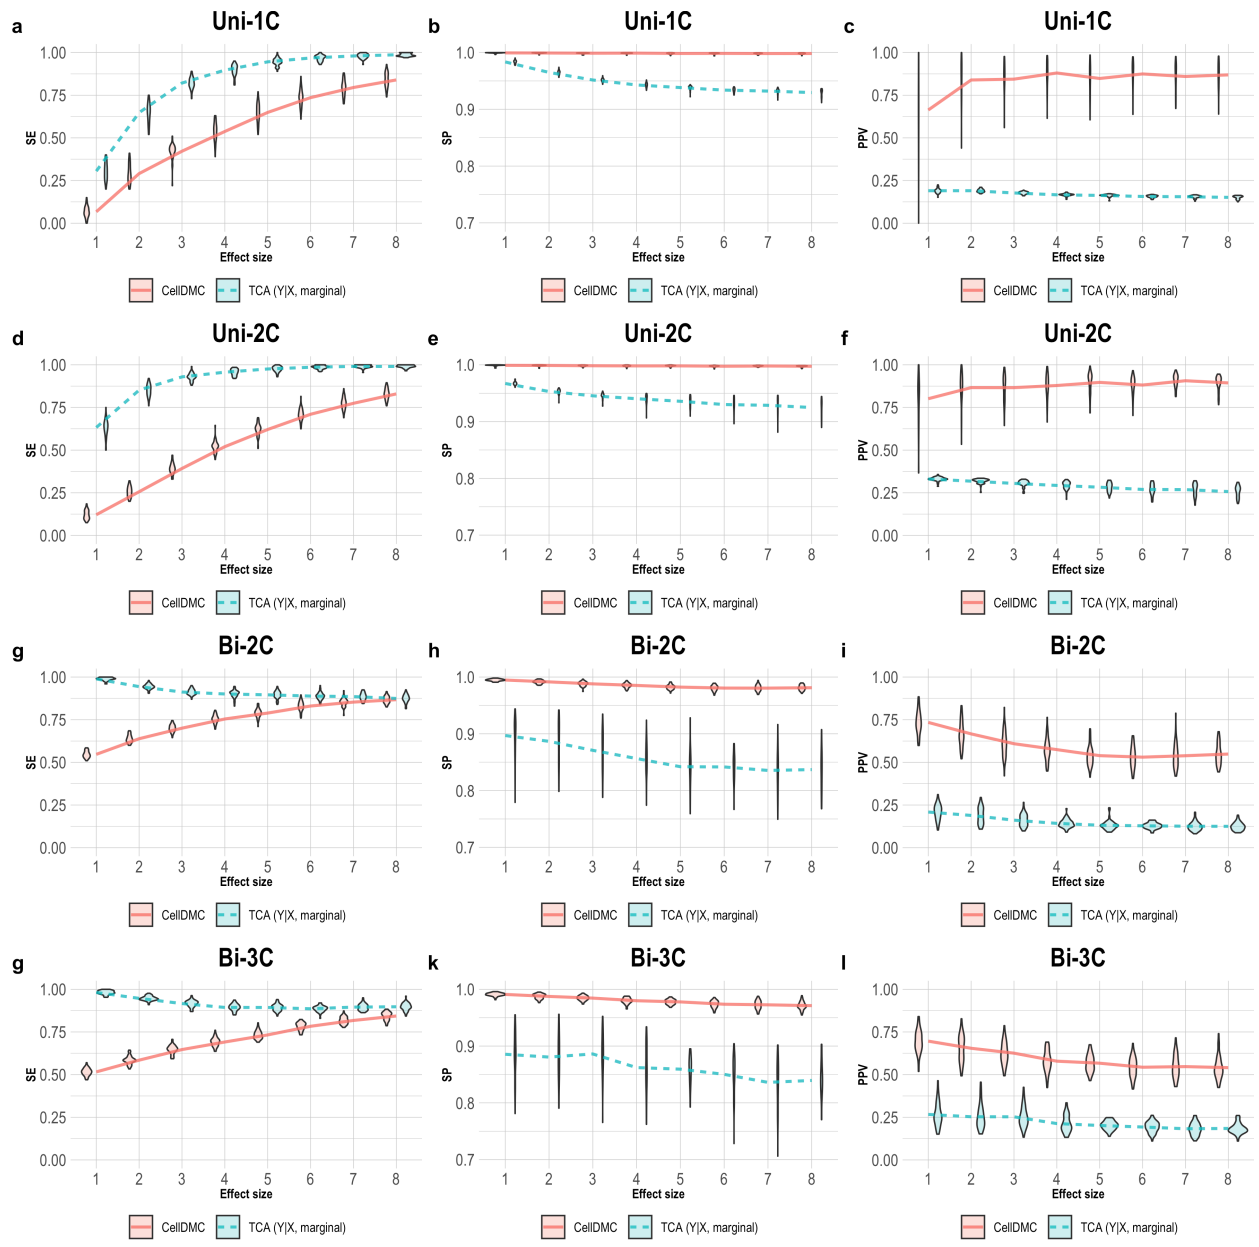 a Uni-1C
1.00
0.75
0.50
0.25
0.00
SE
1 2 3 4 5 6 7 8
Effect size
CellDMC TCA (Y|X, marginal)
b Uni-1C
1.0
0.9
0.8
0.7
SP
1 2 3 4 5 6 7 8
Effect size
CellDMC TCA (Y|X, marginal)
c Uni-1C
1.00
0.75
0.50
0.25
0.00
PPV
1 2 3 4 5 6 7 8
Effect size
CellDMC TCA (Y|X, marginal)
d Uni-2C
1.00
0.75
0.50
0.25
0.00
SE
1 2 3 4 5 6 7 8
Effect size
CellDMC TCA (Y|X, marginal)
e Uni-2C
1.0
0.9
0.8
0.7
SP
1 2 3 4 5 6 7 8
Effect size
CellDMC TCA (Y|X, marginal)
f Uni-2C
1.00
0.75
0.50
0.25
0.00
PPV
1 2 3 4 5 6 7 8
Effect size
CellDMC TCA (Y|X, marginal)
g Bi-2C
1.00
0.75
0.50
0.25
0.00
SE
1 2 3 4 5 6 7 8
Effect size
CellDMC TCA (Y|X, marginal)
h Bi-2C
1.0
0.9
0.8
0.7
SP
1 2 3 4 5 6 7 8
Effect size
CellDMC TCA (Y|X, marginal)
i Bi-2C
1.00
0.75
0.50
0.25
0.00
PPV
1 2 3 4 5 6 7 8
Effect size
CellDMC TCA (Y|X, marginal)
g Bi-3C
1.00
0.75
0.50
0.25
0.00
SE
1 2 3 4 5 6 7 8
Effect size
CellDMC TCA (Y|X, marginal)
k Bi-3C
1.0
0.9
0.8
0.7
SP
1 2 3 4 5 6 7 8
Effect size
CellDMC TCA (Y|X, marginal)
l Bi-3C
1.00
0.75
0.50
0.25
0.00
PPV
1 2 3 4 5 6 7 8
Effect size
CellDMC TCA (Y|X, marginal)